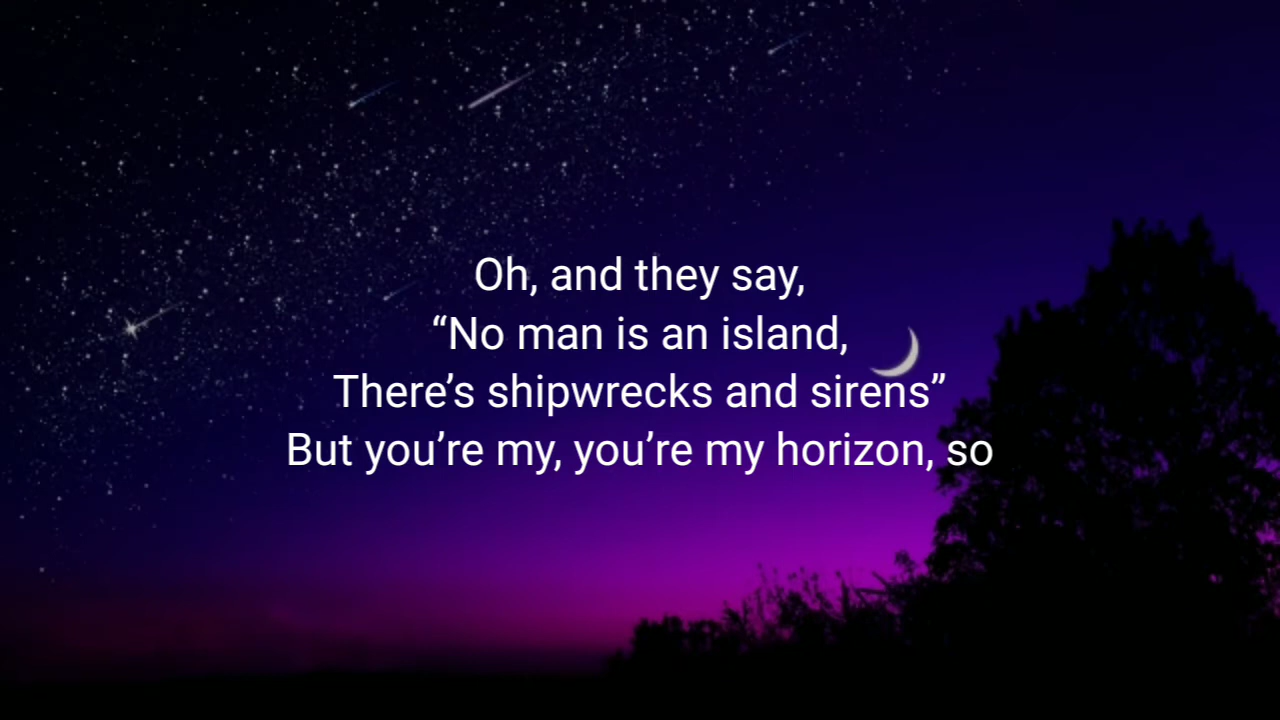 Oh, and they say,
“No man is an island,
There’s shipwrecks and sirens”
But you’re my, you’re my horizon, so